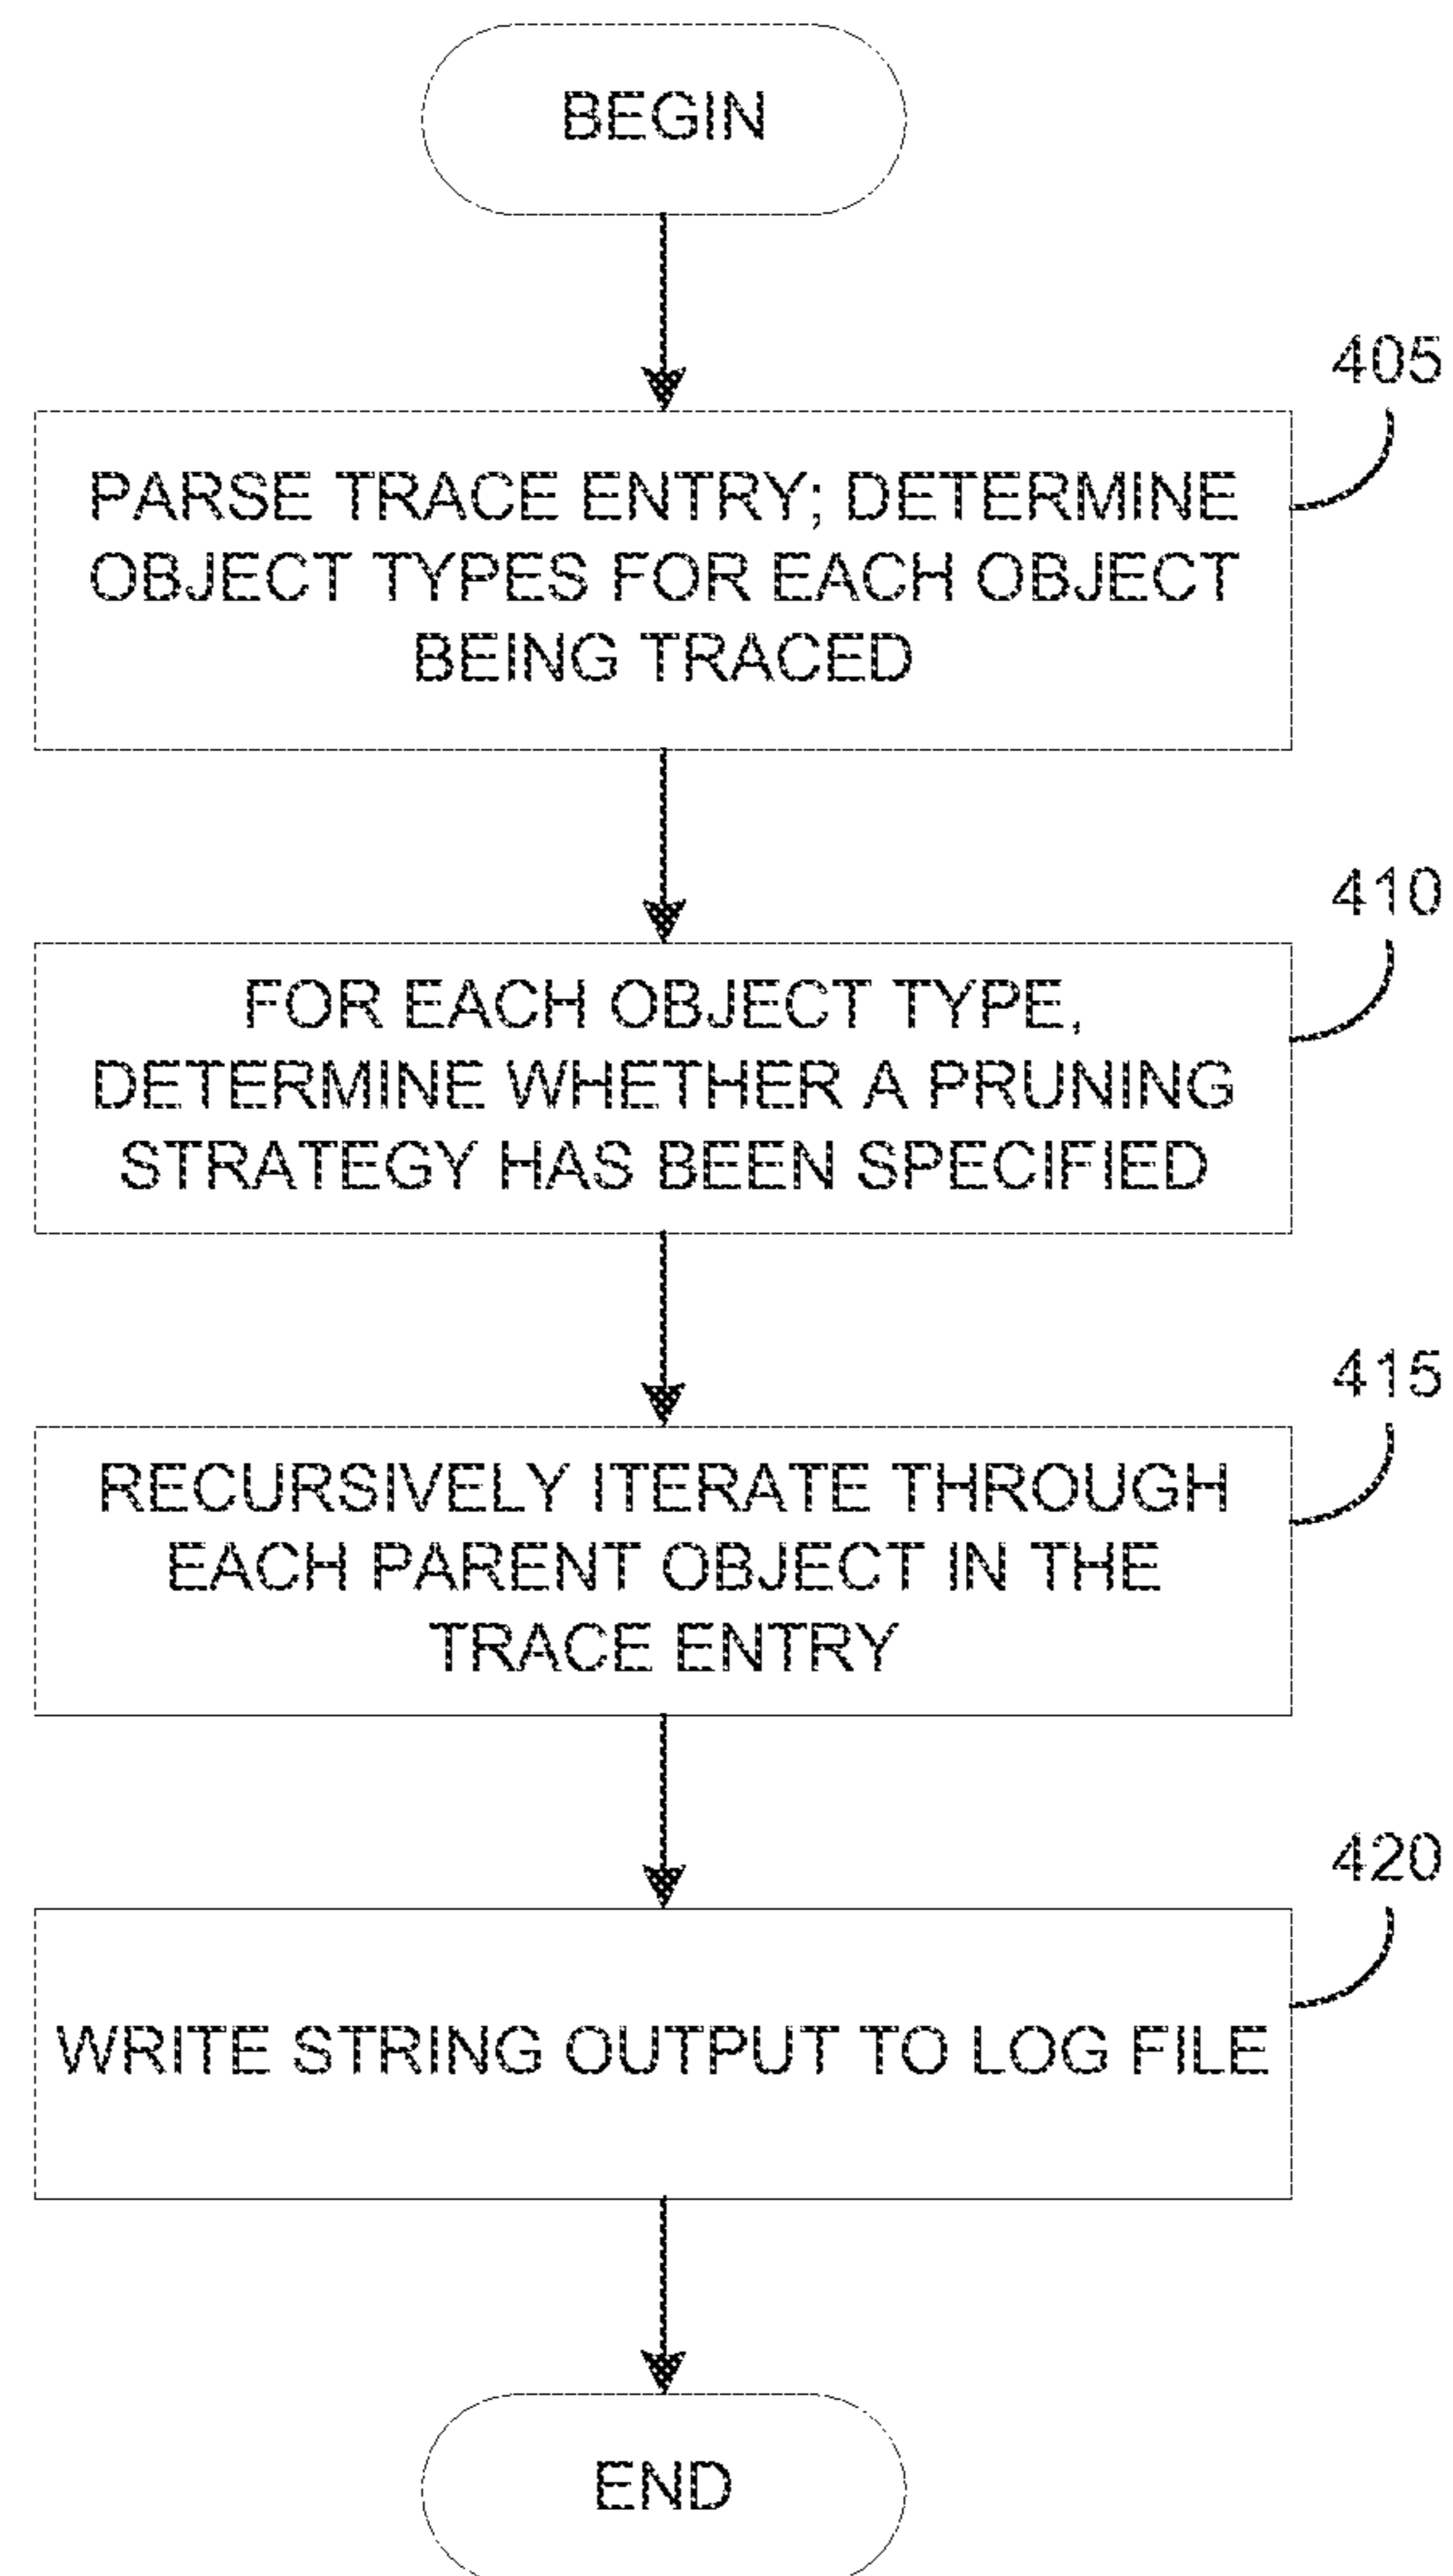 BEGIN
405
PARSE TRACE ENTRY; DETERMINE
OBJECT TYPES FOR EACH OBJECT
BEING TRACED
410
FOR EACH OBJECT TYPE,
DETERMINE WHETHER A PRUNING
STRATEGY HAS BEEN SPECIFIED
415
RECURSIVELY ITERATE THROUGH
EACH PARENT OBJECT IN THE
TRACE ENTRY
420
WRITE STRING OUTPUT TO LOG FILE
END